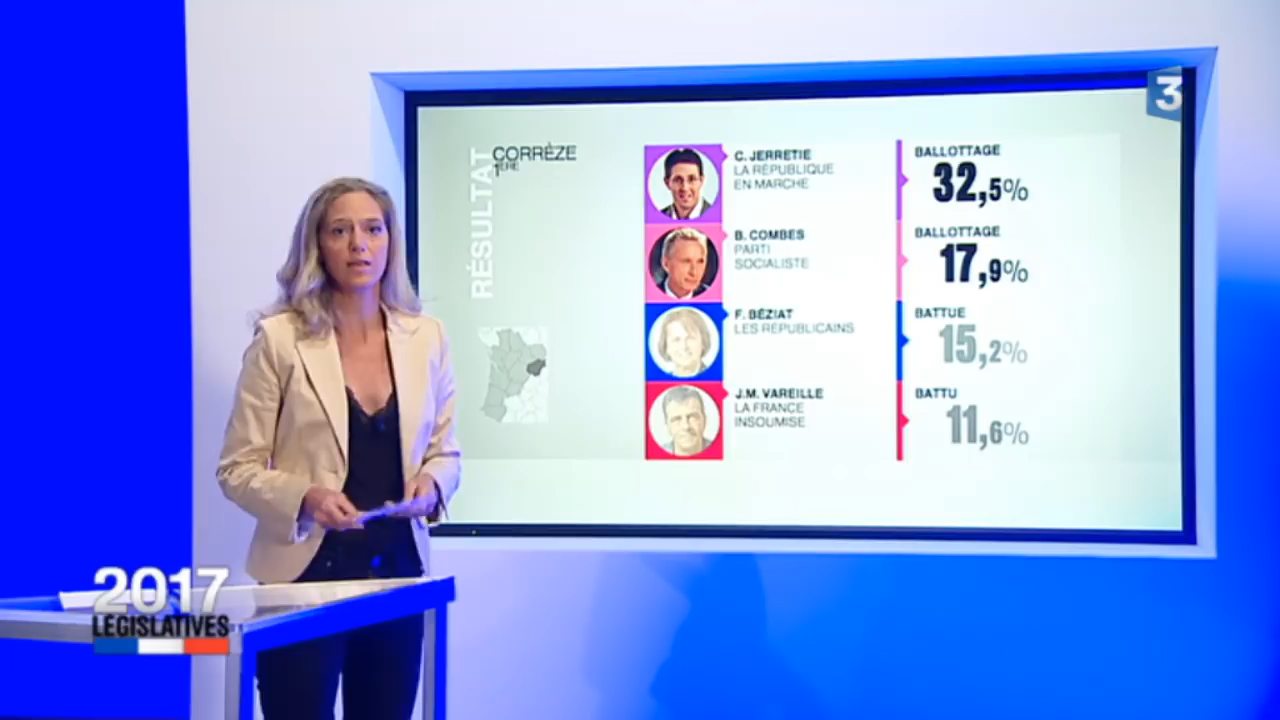 3
RÉSULTAT
CORRÈZE
1ÈRE
C. JERRETIE
LA RÉPUBLIQUE
EN MARCHE
BALLOTTAGE
32,5%
B. COMBES
PARTI
SOCIALISTE
BALLOTTAGE
17,9%
F. BÉZIAT
LES RÉPUBLICAINS
BATTUE
15,2%
J.M. VAREILLE
LA FRANCE
INSOUMISE
BATTU
11,6%
2017
LÉGISLATIVES